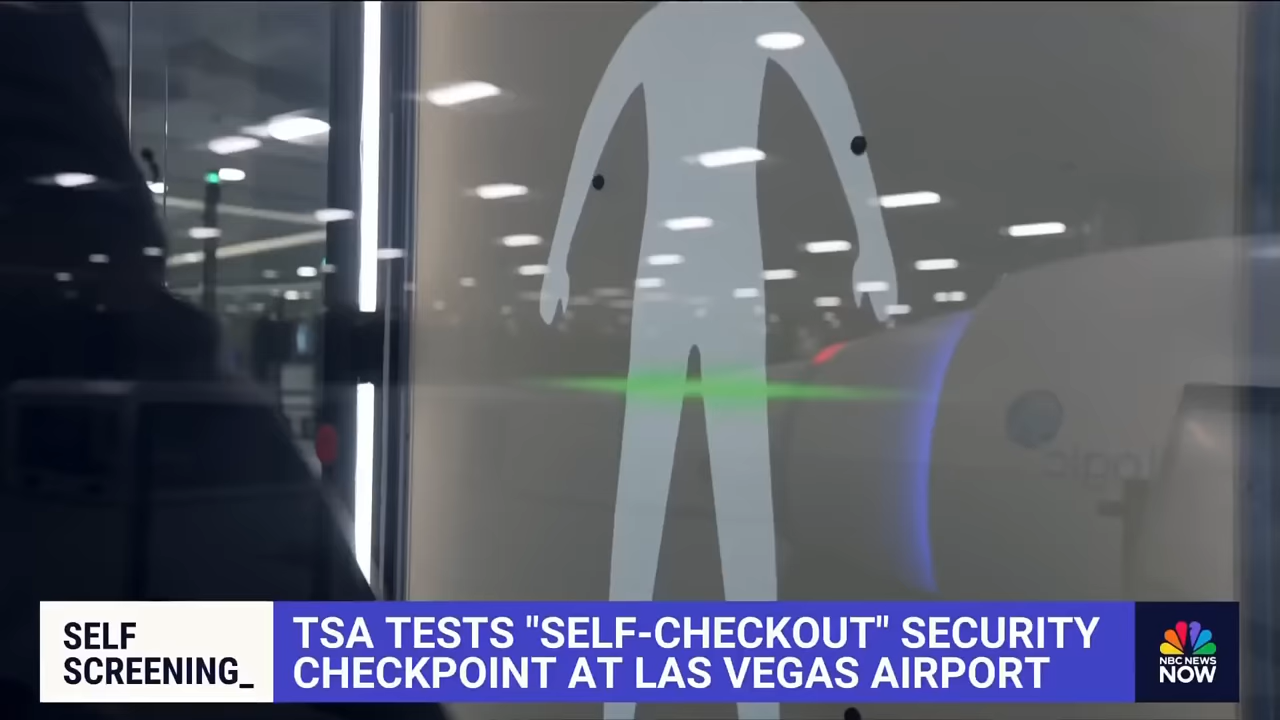 SELF
SCREENING_
TSA TESTS "SELF-CHECKOUT" SECURITY
CHECKPOINT AT LAS VEGAS AIRPORT
NBC NEWS
NOW